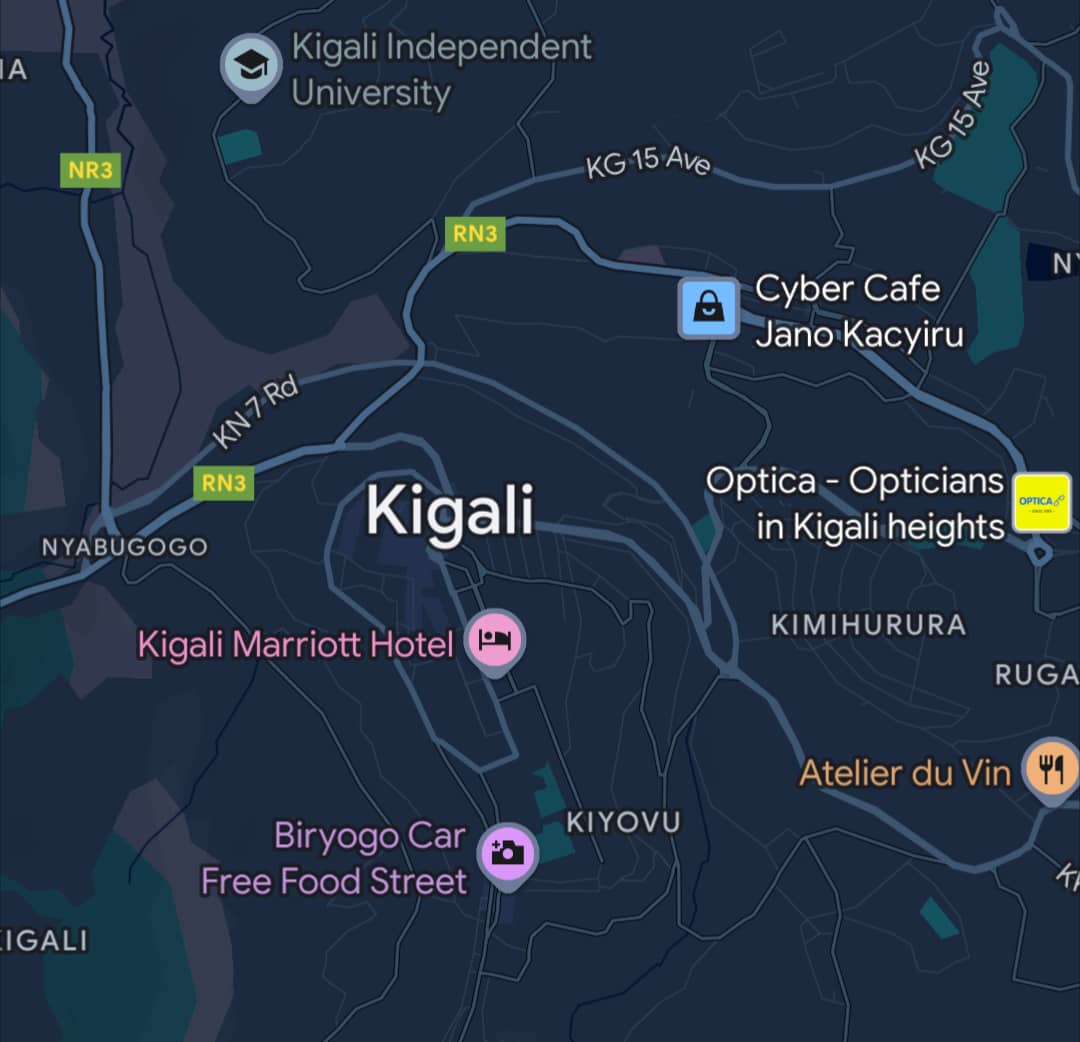 Kigali Independent
University
IA
NR3
KG 15 Ave
KG 15 Ave
RN3
NY
Cyber Cafe
Jano Kacyiru
KN 7 Rd
RN3
Kigali
Optica - Opticians
in Kigali heights
OPTICA
NYABUGOGO
KIMIHURURA
Kigali Marriott Hotel
RUGA
Atelier du Vin
KIYOVU
Biryogo Car
Free Food Street
KIGALI